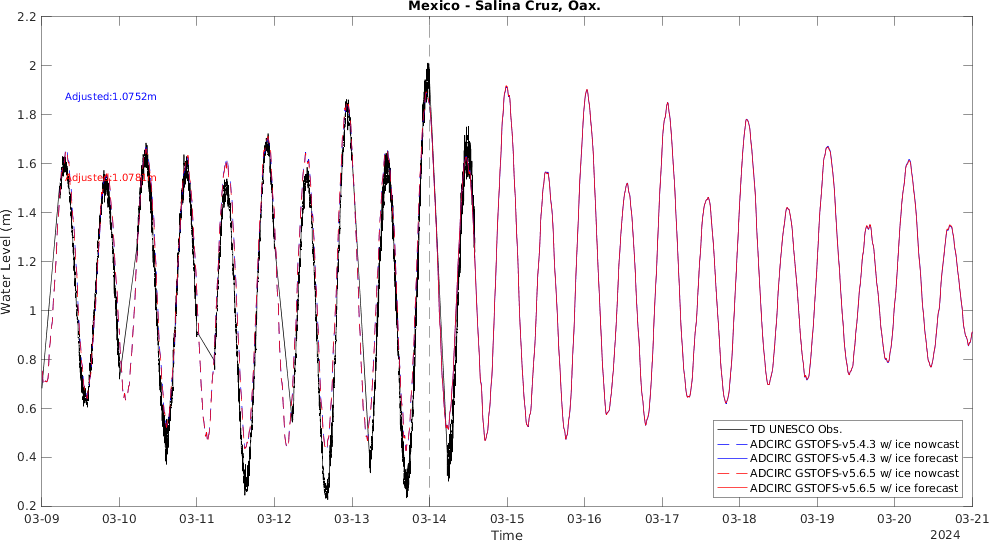 Mexico - Salina Cruz, Oax.
2.2
2
1.8
1.6
1.4
1.2
1
0.8
0.6
0.4
0.2
Water Level (m)
Adjusted:1.0752m
Adjusted:1.0781m
TD UNESCO Obs.
ADCIRC GSTOFS-v5.4.3 w/ ice nowcast
ADCIRC GSTOFS-v5.4.3 w/ ice forecast
ADCIRC GSTOFS-v5.6.5 w/ ice nowcast
ADCIRC GSTOFS-v5.6.5 w/ ice forecast
03-09 03-10 03-11 03-12 03-13 03-14 03-15 03-16 03-17 03-18 03-19 03-20 03-21
Time
2024